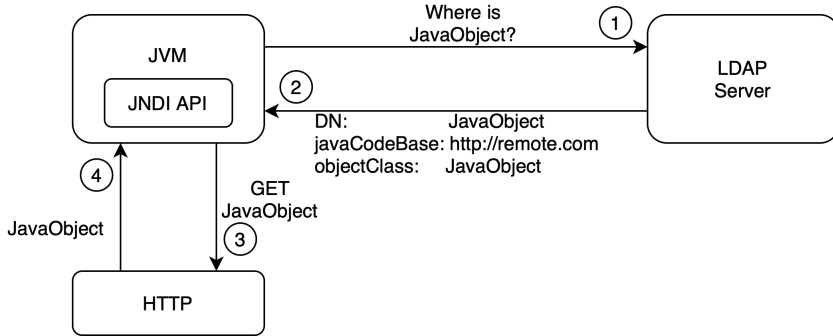 Where is
JavaObject?
1
JVM
JNDI API
LDAP
Server
2
DN: JavaObject
javaCodeBase: http://remote.com
objectClass: JavaObject
4
GET
JavaObject
JavaObject
3
HTTP